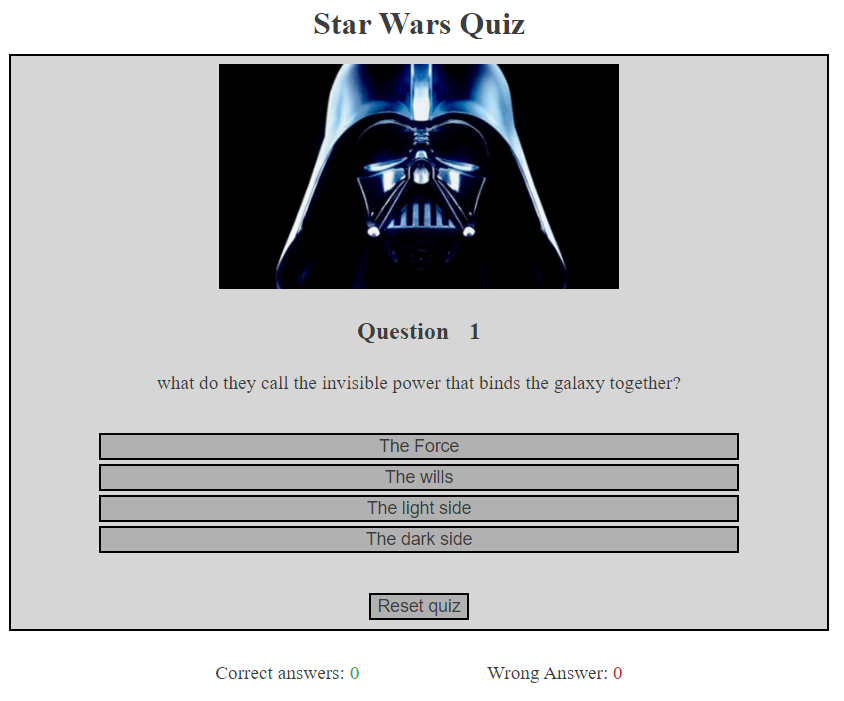 Star Wars Quiz
Question 1
what do they call the invisible power that binds the galaxy together?
The Force
The wills
The light side
The dark side
Reset quiz
Correct answers: 0 Wrong Answer: 0